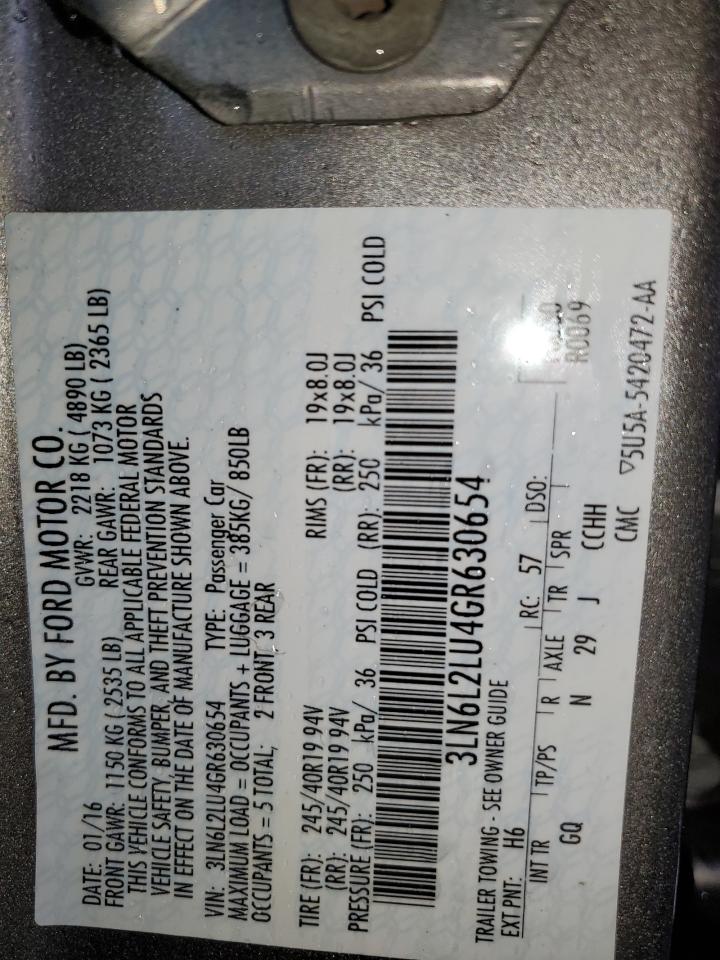 MFD. BY FORD MOTOR CO.
DATE: 01/16 GVWR: 2218 KG ( 4890 LB)
FRONT GAWR: 1150 KG ( 2535 LB) REAR GAWR: 1073 KG ( 2365 LB)
THIS VEHICLE CONFORMS TO ALL APPLICABLE FEDERAL MOTOR
VEHICLE SAFETY, BUMPER, AND THEFT PREVENTION STANDARDS
IN EFFECT ON THE DATE OF MANUFACTURE SHOWN ABOVE.
VIN: 3LN6L2LU4GR630654 TYPE: Passenger Car
MAXIMUM LOAD = OCCUPANTS + LUGGAGE = 385KG/ 850LB
OCCUPANTS = 5 TOTAL; 2 FRONT, 3 REAR
TIRE (FR): 245/40R19 94V RIMS (FR): 19x8.0J
(RR): 245/40R19 94V (RR): 19x8.0J
PRESSURE (FR): 250 kPa/ 36 PSI COLD (RR): 250 kPa/ 36 PSI COLD
3LN6L2LU4GR630654
TRAILER TOWING - SEE OWNER GUIDE
EXT PNT: H6 RC: 57 DSO:
INT TR TP/PS R AXLE TR SPR R0069
GQ N 29 J CCHH
CMC ▽5U5A-5420472-AA